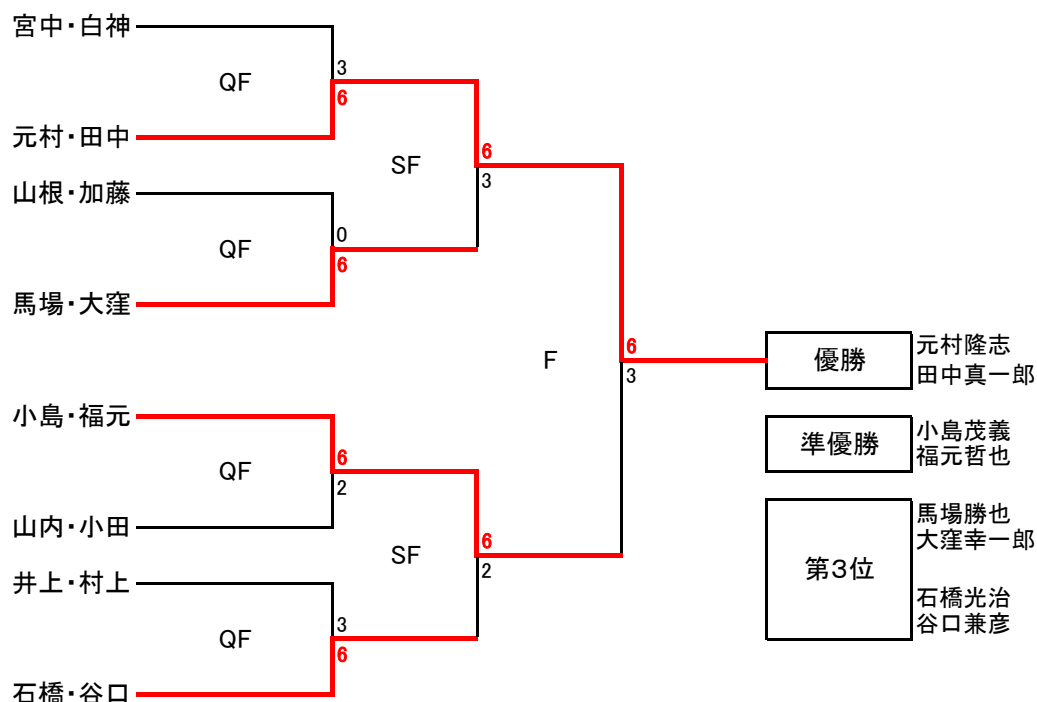 宮中・白神
3
QF
6
元村・田中
6
SF
3
山根・加藤
0
QF
6
馬場・大窪
6
F
3
優勝
元村隆志
田中真一郎
小島・福元
準優勝
小島茂義
福元哲也
6
QF
2
山内・小田
6
SF
2
第3位
馬場勝也
大窪幸一郎
石橋光治
谷口兼彦
井上・村上
3
QF
6
石橋・谷口